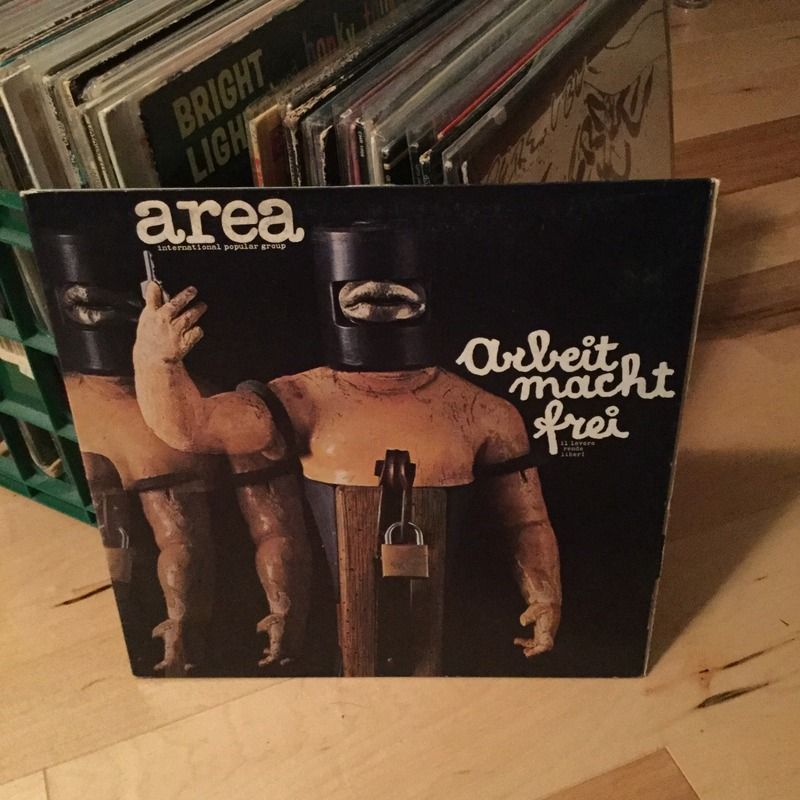 BRIGHT
LIGH
area
international popular group
arbeit
macht
frei
il lavoro
rende
liberi